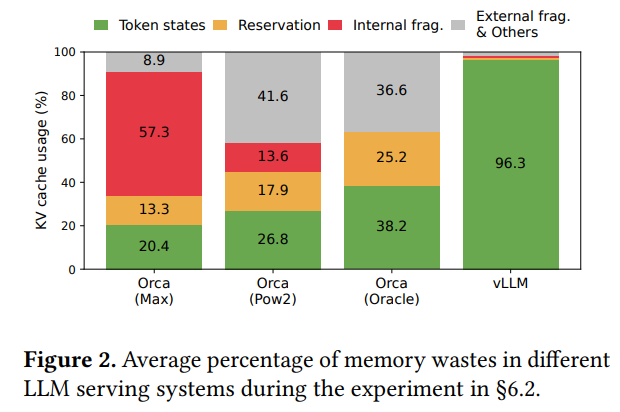 Token states Reservation Internal frag. External frag.
& Others
KV cache usage (%)
100
80
60
40
20
0
8.9
57.3
13.3
20.4
41.6
13.6
17.9
26.8
36.6
25.2
38.2
96.3
Orca
(Max)
Orca
(Pow2)
Orca
(Oracle)
vLLM
Figure 2. Average percentage of memory wastes in different
LLM serving systems during the experiment in §6.2.